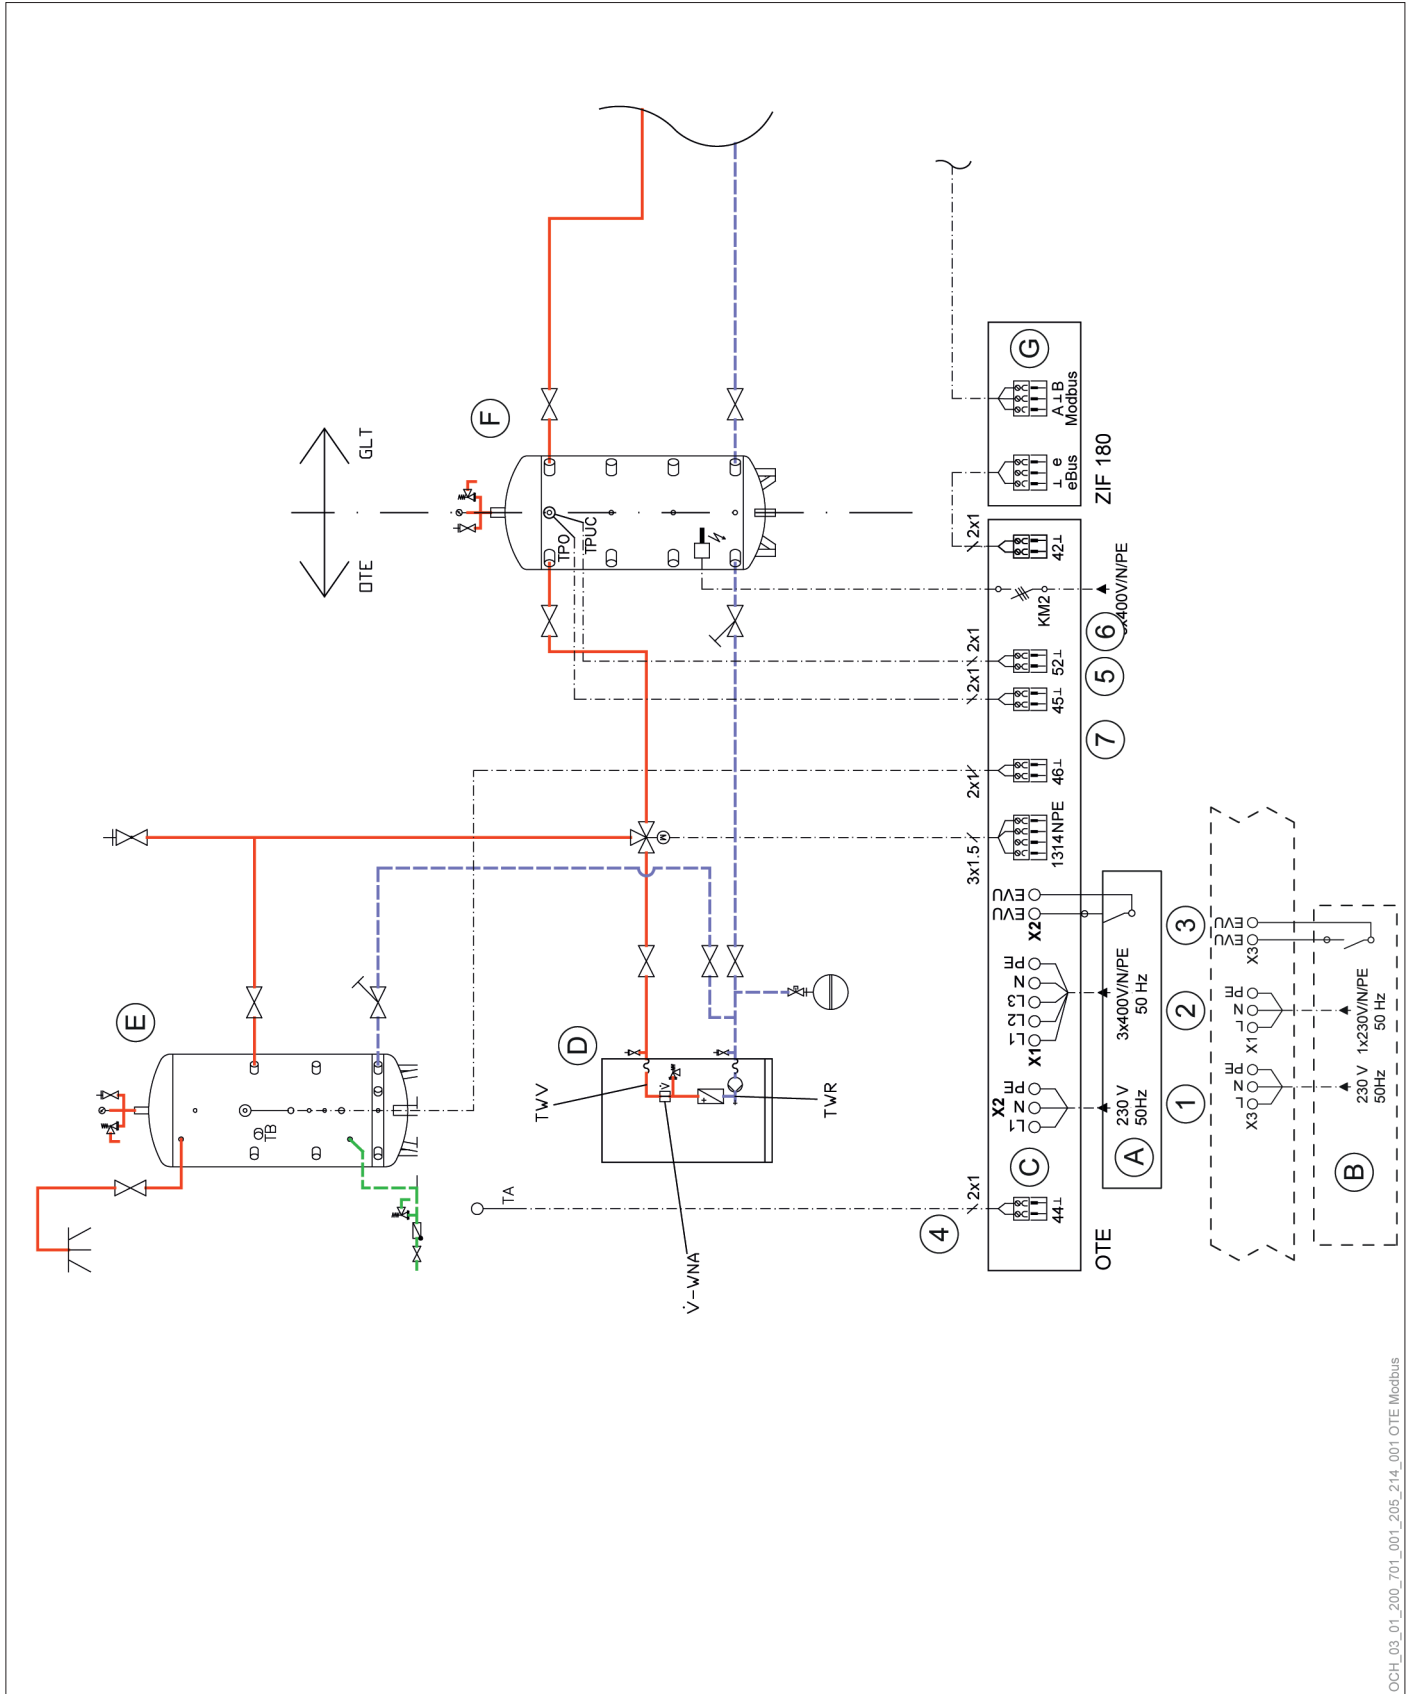 GLT
OTE
F
TPO
TPUC
E
TB
D
TWV
TWR
V̇
V̇-WNA
M
TA
4
2x1
44⊥
C
L1
N
PE
X2
X1
L1
L2
L3
N
PE
X2
EVU
EVU
3x1.5
1314NPE
2x1
46⊥
2x1
45⊥
2x1
52⊥
KM2
2x1
42⊥
OTE
G
⊥ e
eBus
A⊥B
Modbus
ZIF 180
7
5
6
3x400V/N/PE
A
230 V
50Hz
3x400V/N/PE
50 Hz
1
2
3
X3
L
N
PE
X1
L
N
PE
X3
EVU
EVU
B
230 V
50Hz
1x230V/N/PE
50 Hz
OCH_03_01_200_701_001_205_214_001 OTE Modbus